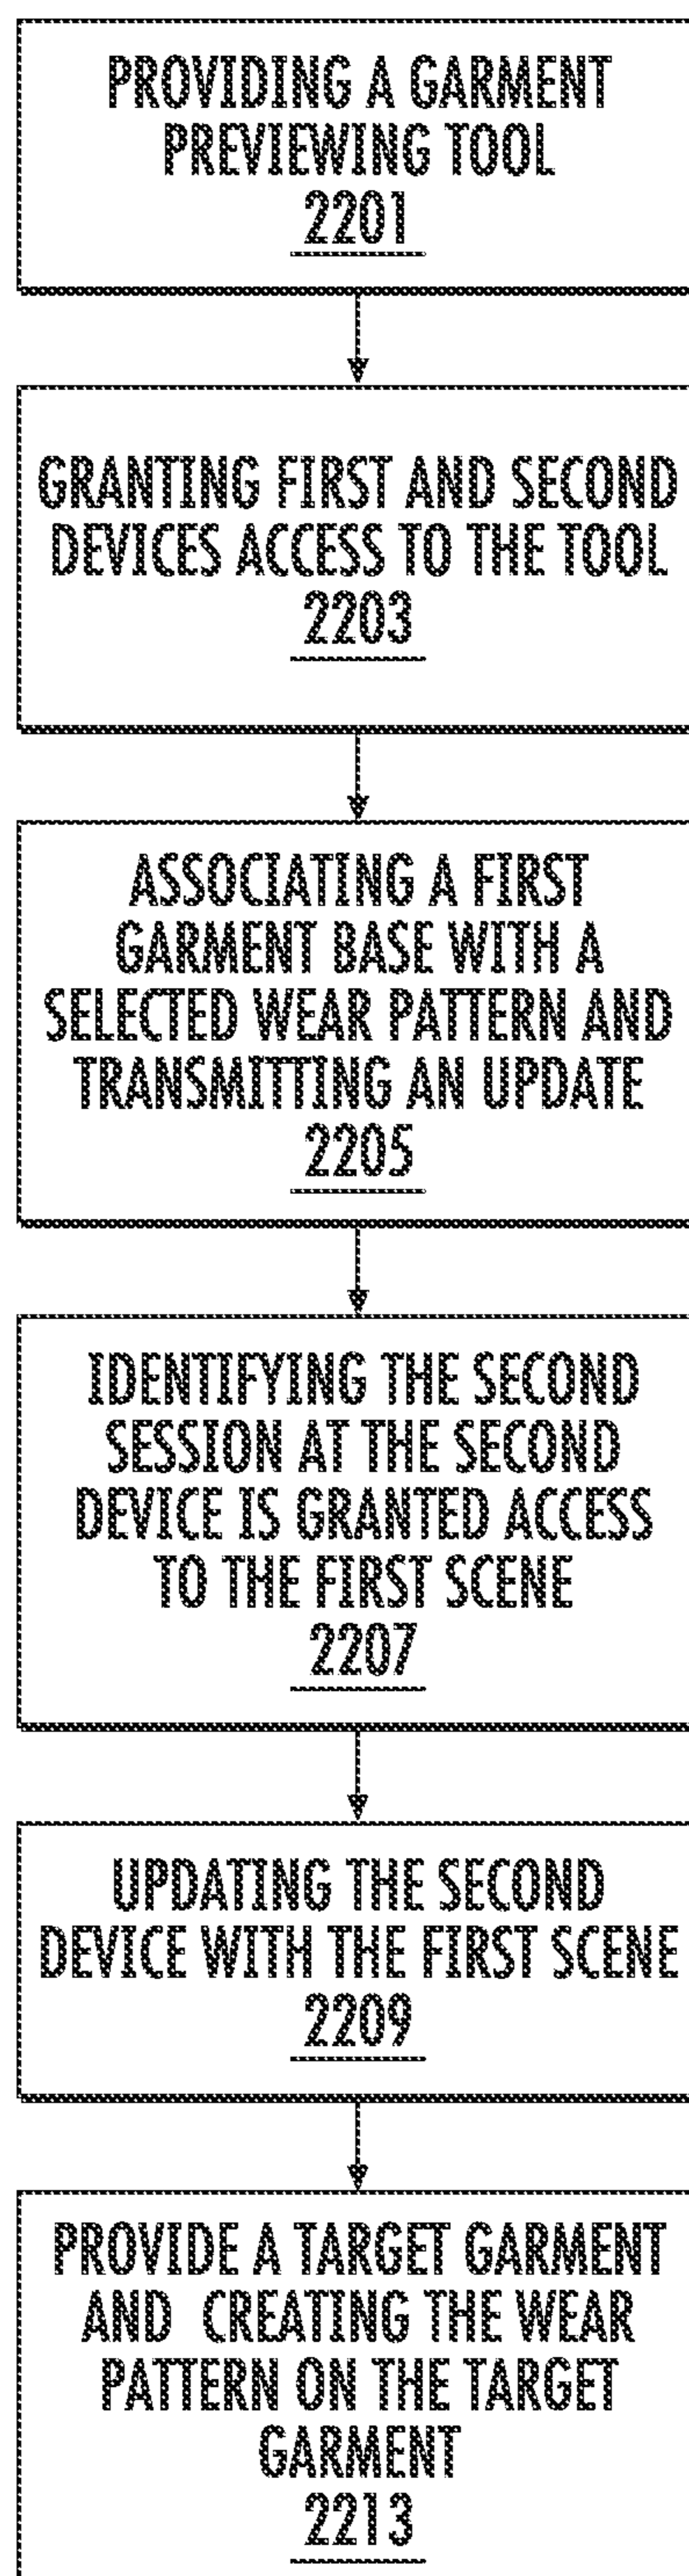 PROVIDING A GARMENT
PREVIEWING TOOL
2201
GRANTING FIRST AND SECOND
DEVICES ACCESS TO THE TOOL
2203
ASSOCIATING A FIRST
GARMENT BASE WITH A
SELECTED WEAR PATTERN AND
TRANSMITTING AN UPDATE
2205
IDENTIFYING THE SECOND
SESSION AT THE SECOND
DEVICE IS GRANTED ACCESS
TO THE FIRST SCENE
2207
UPDATING THE SECOND
DEVICE WITH THE FIRST SCENE
2209
PROVIDE A TARGET GARMENT
AND CREATING THE WEAR
PATTERN ON THE TARGET
GARMENT
2213